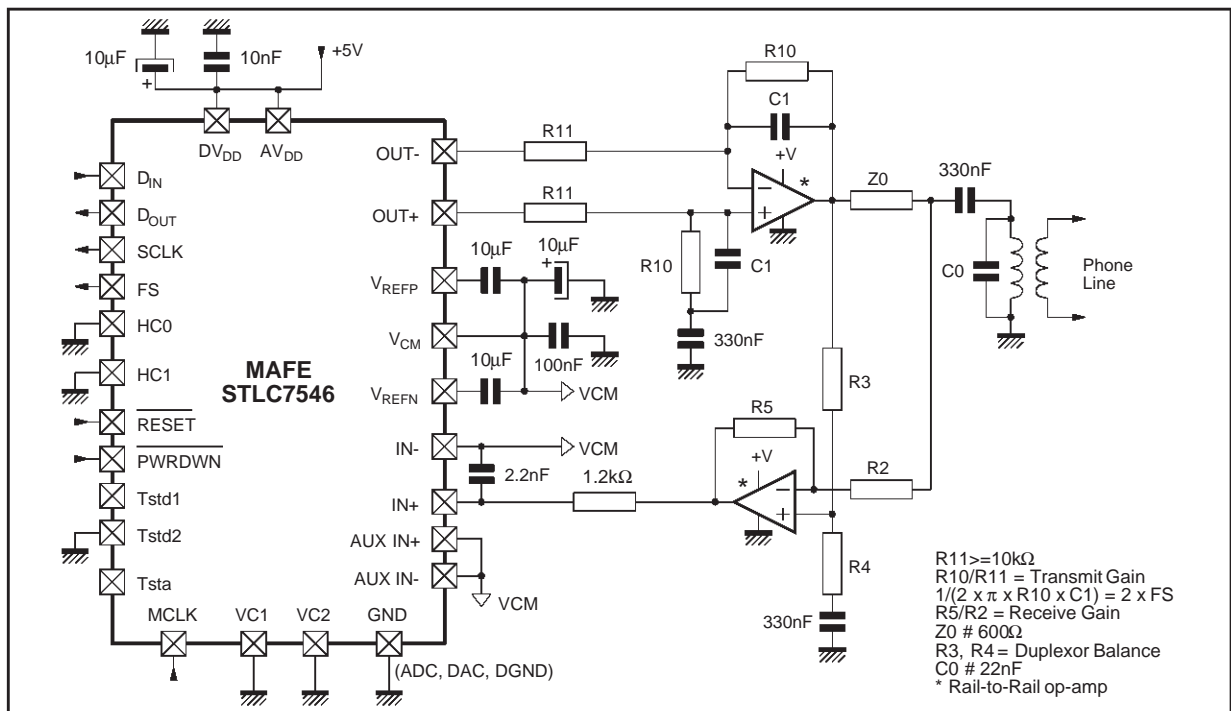 10µF
10nF
+5V
+
DVDD
AVDD
DIN
DOUT
SCLK
FS
HC0
HC1
RESET
PWRDWN
Tstd1
Tstd2
Tsta
MCLK
VC1
VC2
GND
(ADC, DAC, DGND)
MAFE
STLC7546
OUT-
OUT+
VREFP
VCM
VREFN
IN-
IN+
AUX IN+
AUX IN-
R11
R11
10µF
10µF
+
100nF
10µF
VCM
VCM
2.2nF
1.2kΩ
VCM
R10
C1
+V
*
−
+
R10
C1
330nF
Z0
330nF
C0
Phone
Line
R3
R5
+V
*
−
+
R2
R4
330nF
R11>=10kΩ
R10/R11 = Transmit Gain
1/(2 x π x R10 x C1) = 2 x FS
R5/R2 = Receive Gain
Z0 # 600Ω
R3, R4 = Duplexor Balance
C0 # 22nF
* Rail-to-Rail op-amp